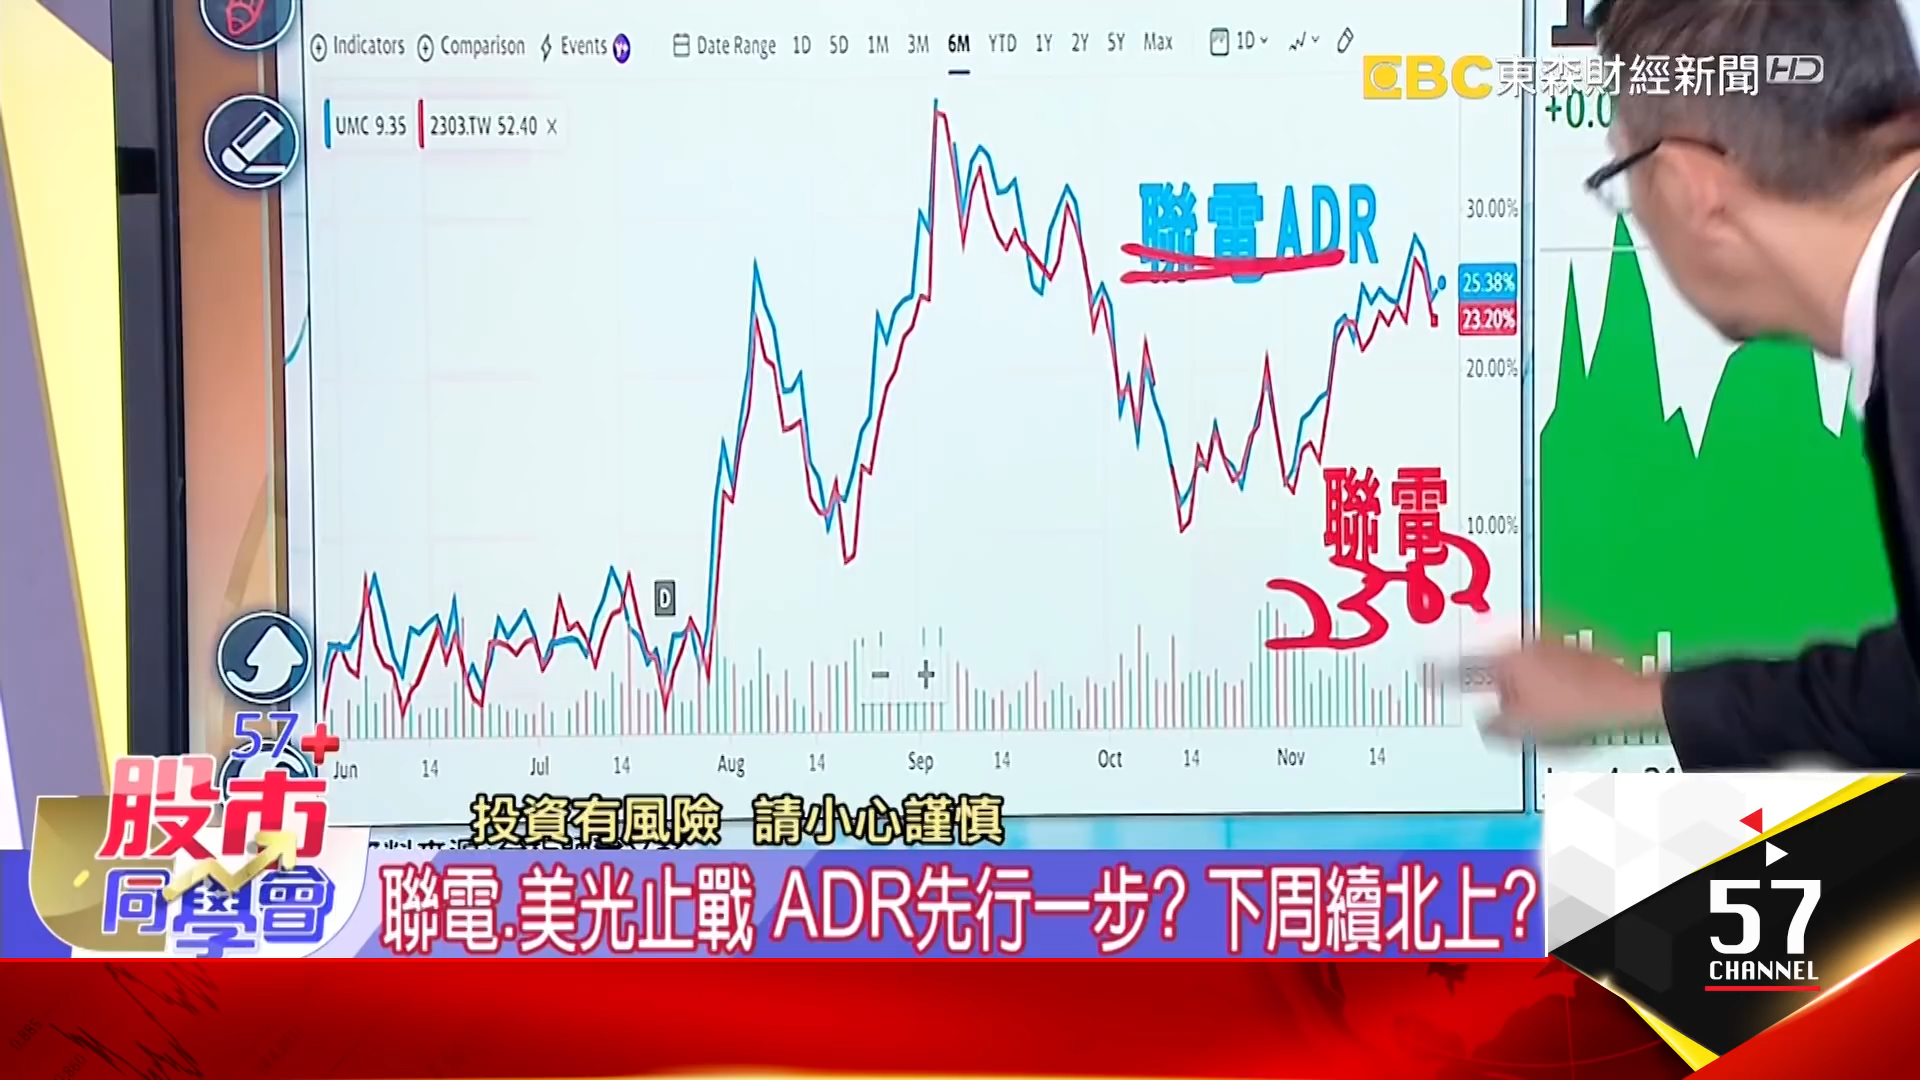 Indicators Comparison Events Y+ Date Range 1D 5D 1M 3M 6M YTD 1Y 2Y 5Y Max 1D
EBC 東森財經新聞 HD
+0.0
UMC 9.35 2303.TW 52.40 ×
聯電ADR
30.00%
25.38%
23.20%
20.00%
聯電
10.00%
2303
D
− +
Jun 14 Jul 14 Aug 14 Sep 14 Oct 14 Nov 14
57+
股市
同學會
投資有風險 請小心謹慎
聯電.美光止戰 ADR先行一步? 下周續北上?
57
CHANNEL